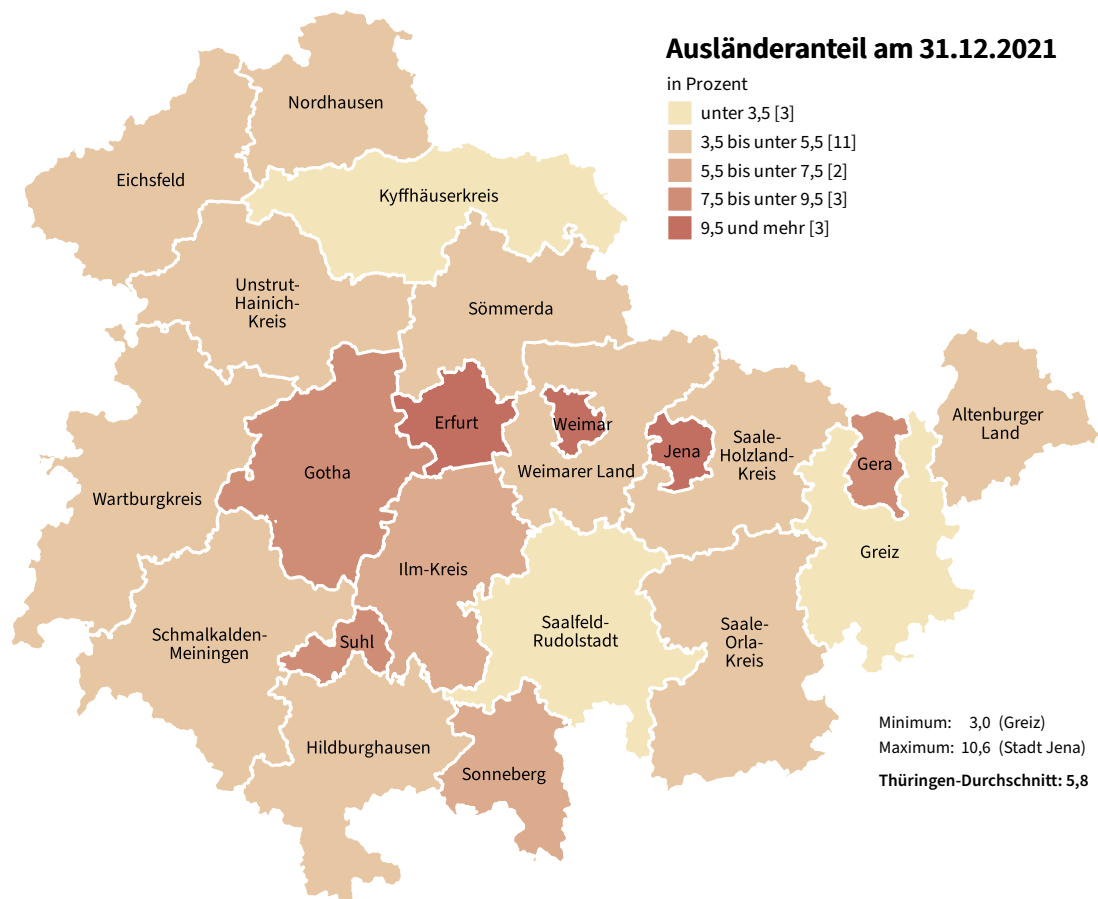 Ausländeranteil am 31.12.2021
in Prozent
unter 3,5 [3]
3,5 bis unter 5,5 [11]
5,5 bis unter 7,5 [2]
7,5 bis unter 9,5 [3]
9,5 und mehr [3]
Nordhausen
Eichsfeld
Kyffhäuserkreis
Unstrut-
Hainich-
Kreis
Sömmerda
Erfurt
Weimar
Jena
Saale-
Holzland-
Kreis
Gera
Altenburger
Land
Gotha
Weimarer Land
Wartburgkreis
Greiz
Ilm-Kreis
Schmalkalden-
Meiningen
Suhl
Saalfeld-
Rudolstadt
Saale-
Orla-
Kreis
Hildburghausen
Sonneberg
Minimum: 3,0 (Greiz)
Maximum: 10,6 (Stadt Jena)
Thüringen-Durchschnitt: 5,8